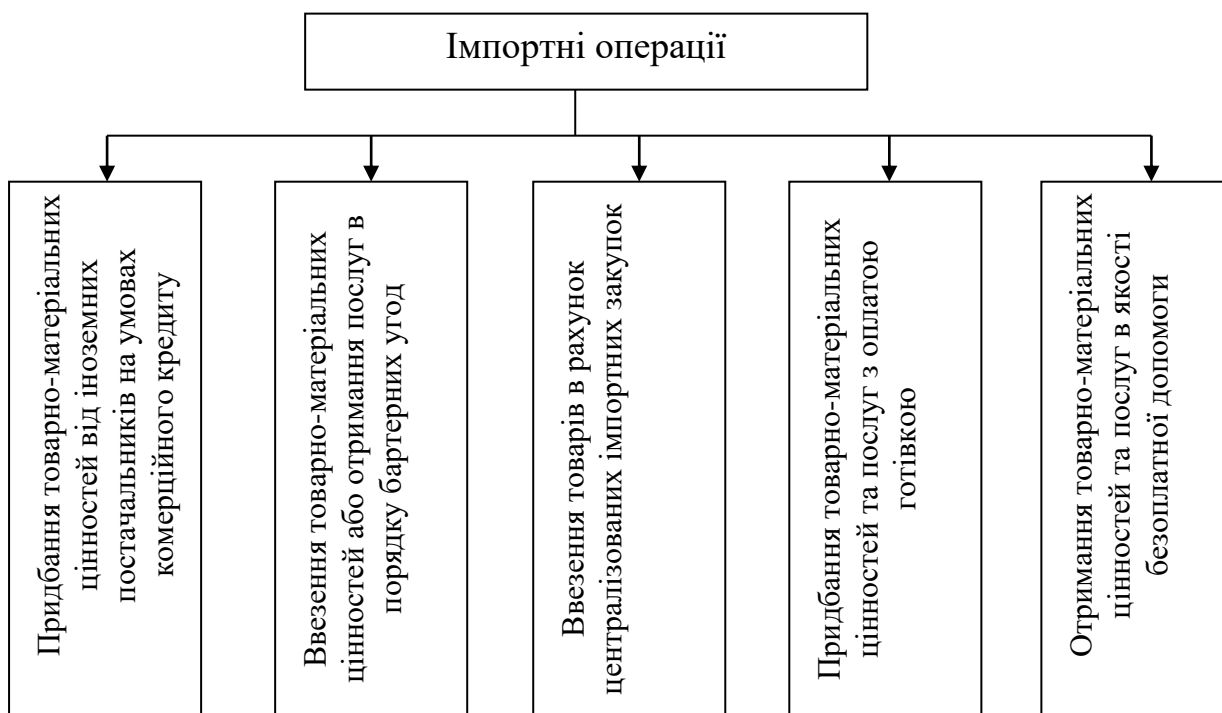 Імпортні операції
Придбання товарно-матеріальних
цінностей від іноземних
постачальників на умовах
комерційного кредиту
Ввезення товарно-матеріальних
цінностей або отримання послуг в
порядку бартерних угод
Ввезення товарів в рахунок
централізованих імпортних закупок
Придбання товарно-матеріальних
цінностей та послуг з оплатою
готівкою
Отримання товарно-матеріальних
цінностей та послуг в якості
безоплатної допомоги